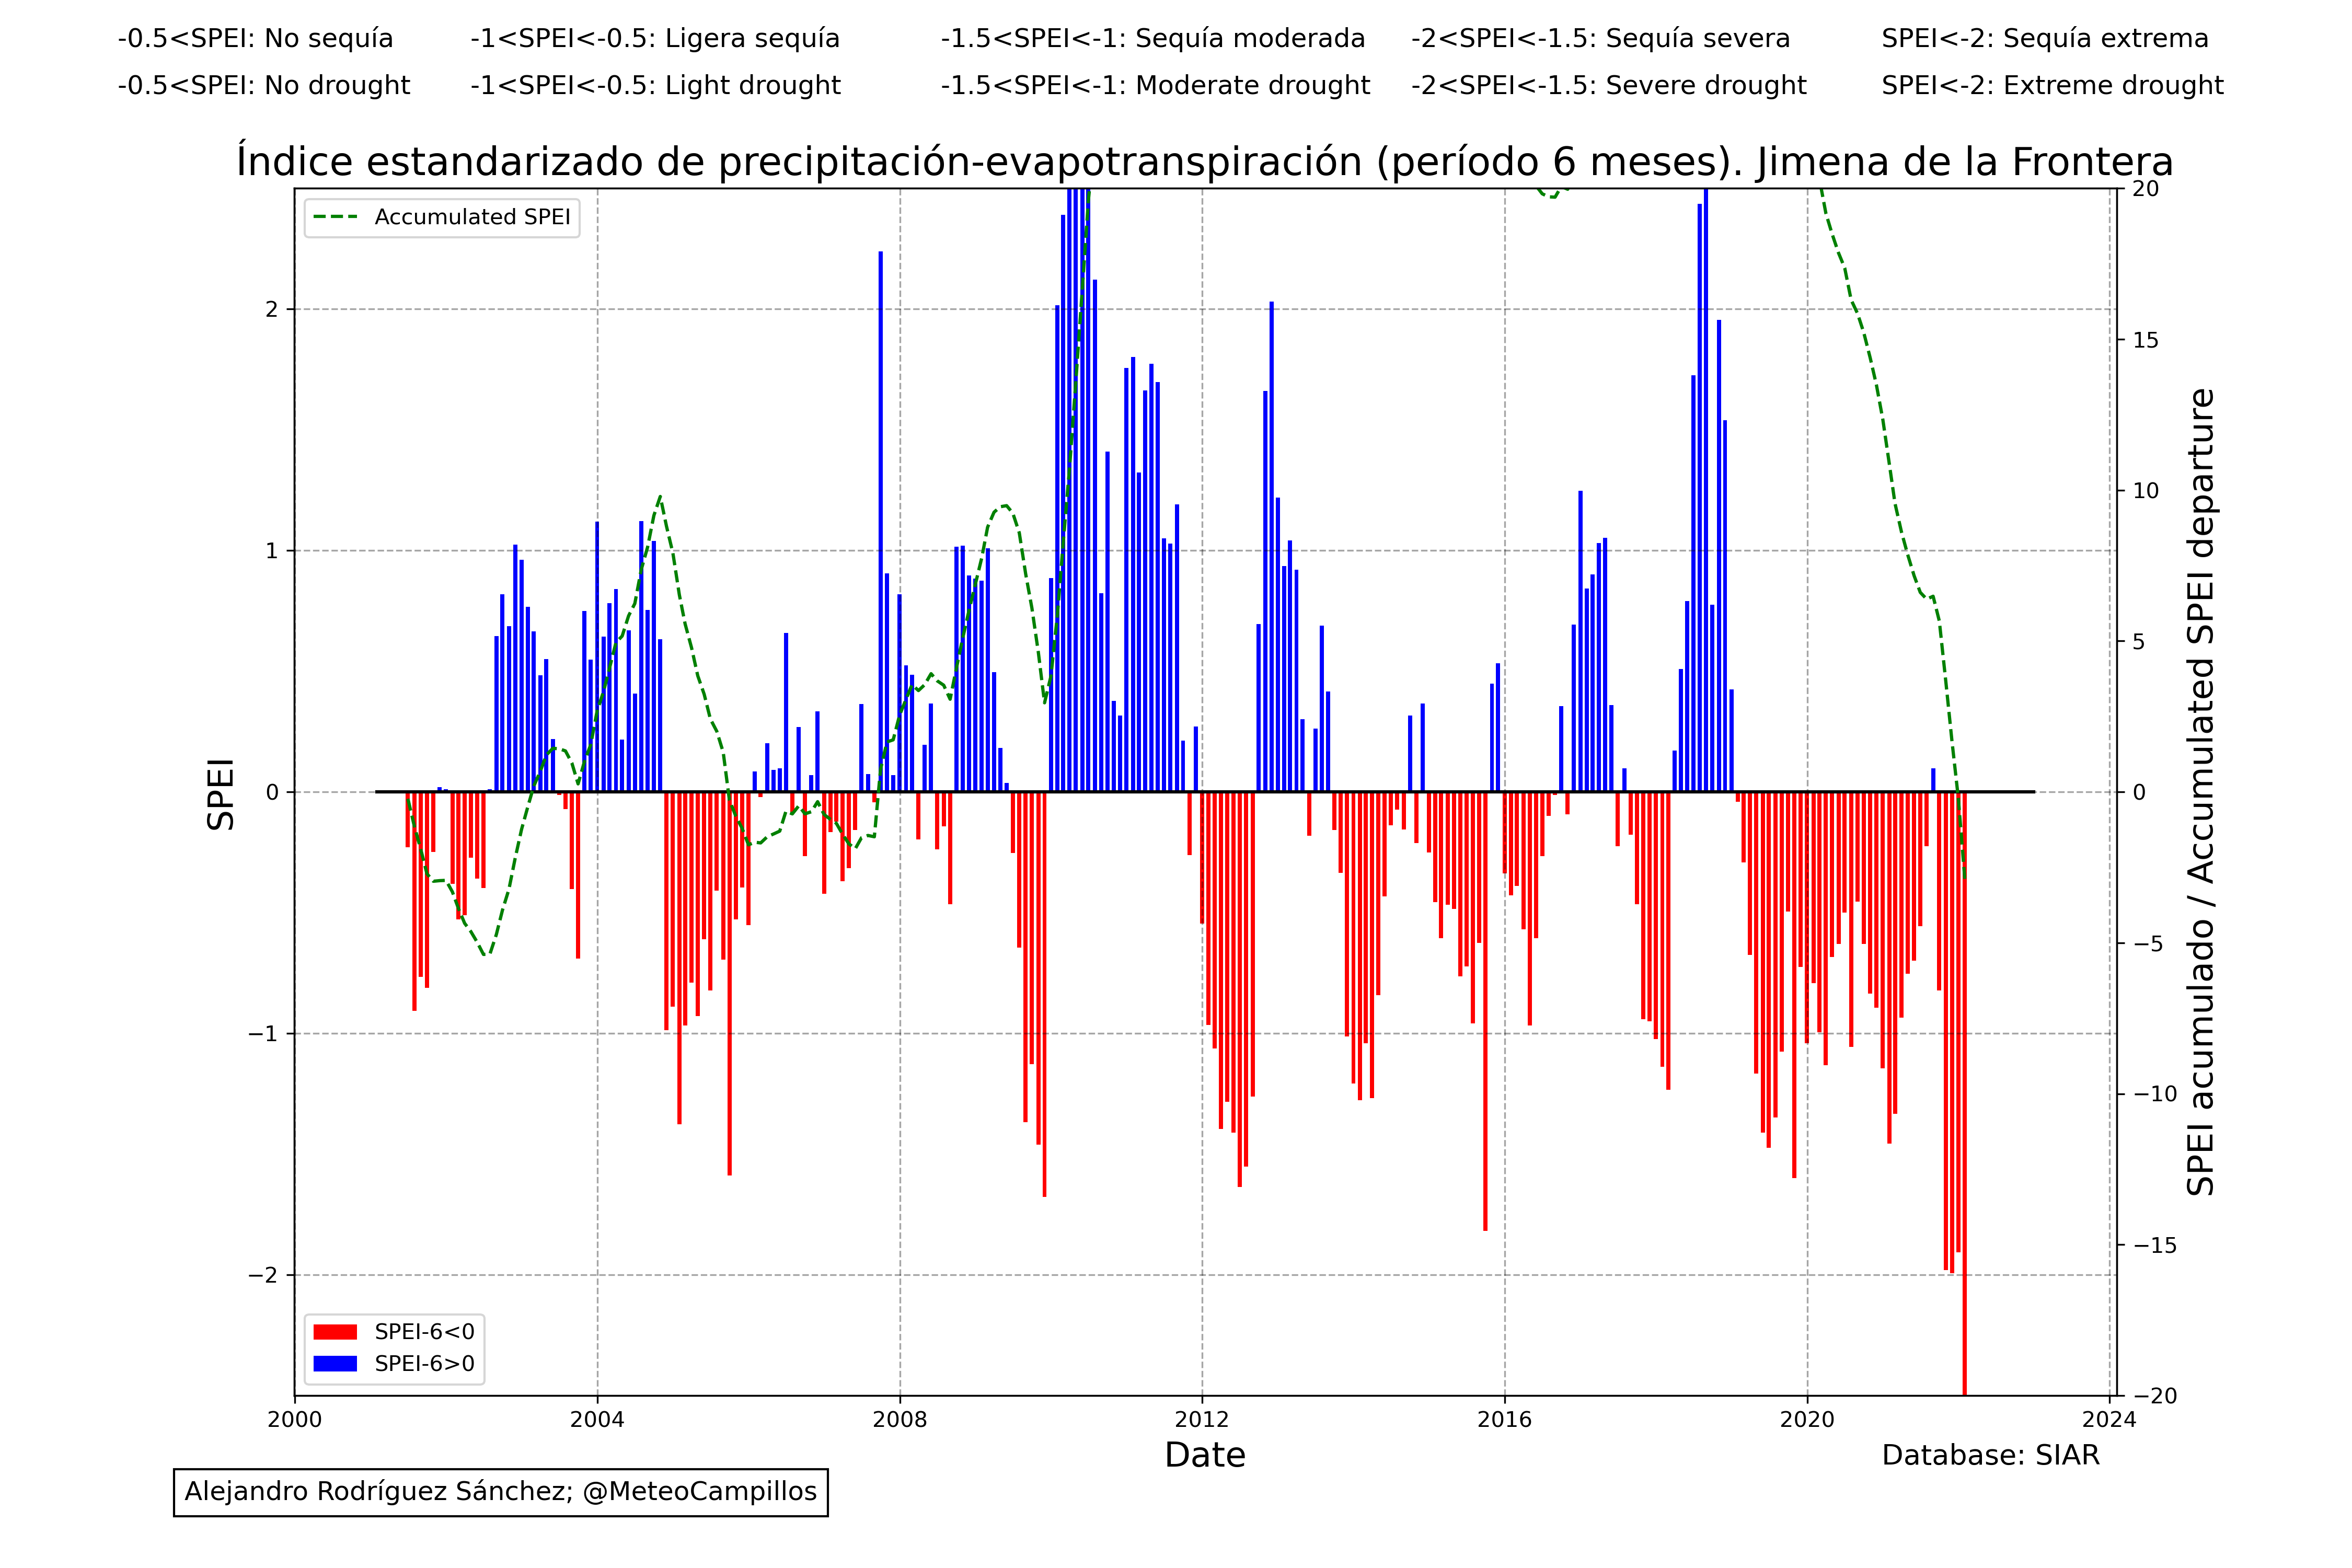 -0.5<SPEI: No sequía -1<SPEI<-0.5: Ligera sequía -1.5<SPEI<-1: Sequía moderada -2<SPEI<-1.5: Sequía severa SPEI<-2: Sequía extrema
-0.5<SPEI: No drought -1<SPEI<-0.5: Light drought -1.5<SPEI<-1: Moderate drought -2<SPEI<-1.5: Severe drought SPEI<-2: Extreme drought
Índice estandarizado de precipitación-evapotranspiración (período 6 meses). Jimena de la Frontera
Accumulated SPEI
2
1
0
−1
−2
SPEI
20
15
10
5
0
−5
−10
−15
−20
SPEI acumulado / Accumulated SPEI departure
SPEI-6<0
SPEI-6>0
2000 2004 2008 2012 2016 2020 2024
Date
Database: SIAR
Alejandro Rodríguez Sánchez; @MeteoCampillos